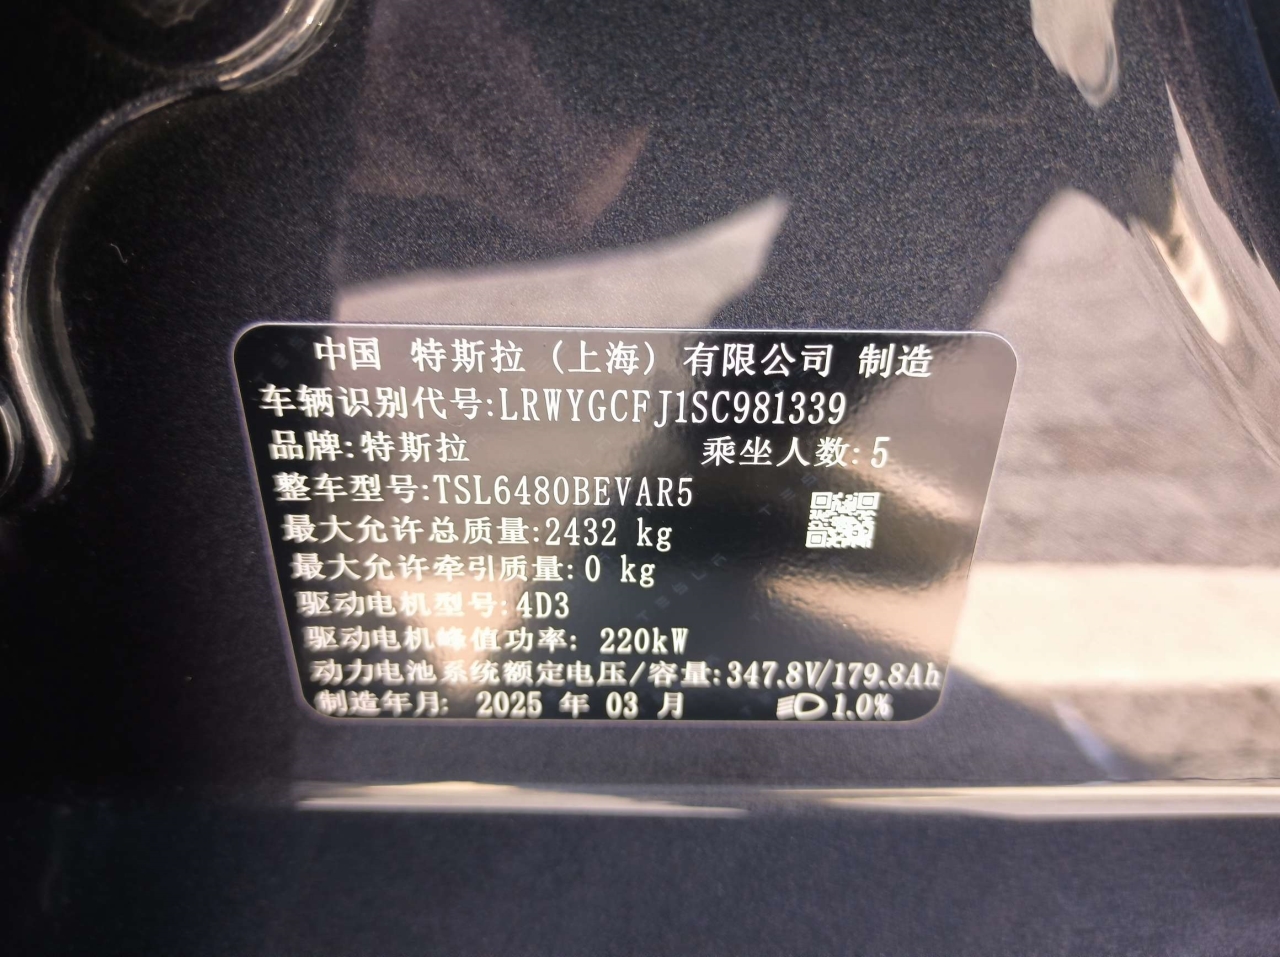 中国 特斯拉（上海）有限公司 制造
车辆识别代号:LRWYGCFJ1SC981339
品牌:特斯拉 乘坐人数:5
整车型号:TSL6480BEVAR5
最大允许总质量:2432 kg
最大允许牵引质量:0 kg
驱动电机型号:4D3
驱动电机峰值功率: 220kW
动力电池系统额定电压/容量:347.8V/179.8Ah
制造年月: 2025 年 03 月 1.0%